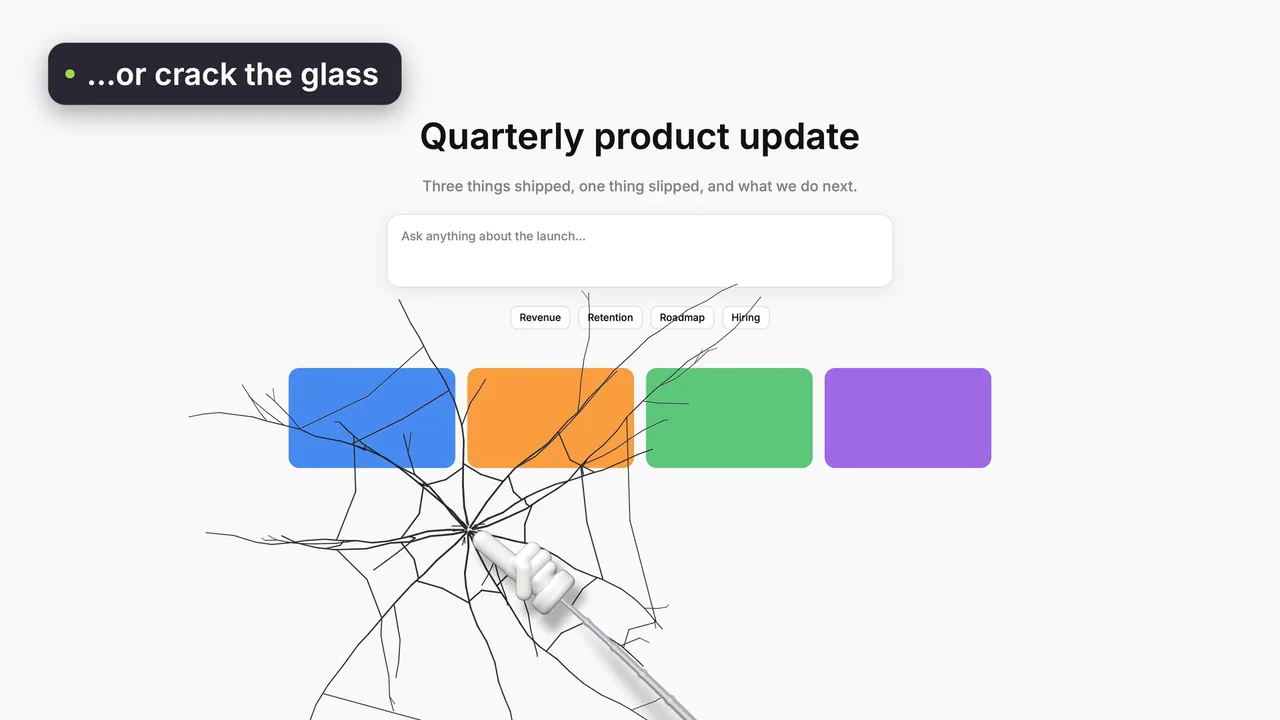 ...or crack the glass
Quarterly product update
Three things shipped, one thing slipped, and what we do next.
Ask anything about the launch...
Revenue Retention Roadmap Hiring